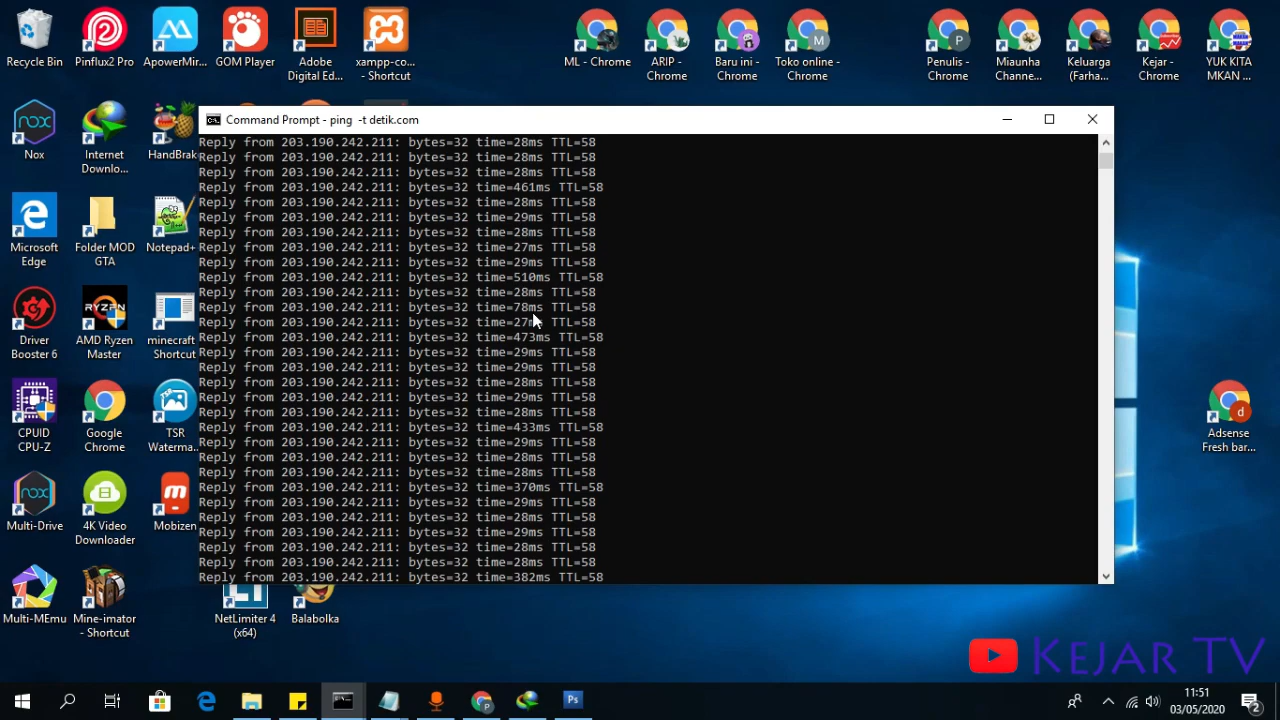 Recycle Bin
Pinflux2 Pro
ApowerMir...
GOM Player
Adobe
Digital Ed...
xampp-co...
- Shortcut
ML - Chrome
ARIP -
Chrome
Baru ini -
Chrome
Toko online -
Chrome
Penulis -
Chrome
Miaunha
Channe...
Keluarga
(Farha...
Kejar -
Chrome
YUK KITA
MKAN ...
Command Prompt - ping  -t detik.com
Reply from 203.190.242.211: bytes=32 time=28ms TTL=58
Reply from 203.190.242.211: bytes=32 time=28ms TTL=58
Reply from 203.190.242.211: bytes=32 time=28ms TTL=58
Reply from 203.190.242.211: bytes=32 time=461ms TTL=58
Reply from 203.190.242.211: bytes=32 time=28ms TTL=58
Reply from 203.190.242.211: bytes=32 time=29ms TTL=58
Reply from 203.190.242.211: bytes=32 time=28ms TTL=58
Reply from 203.190.242.211: bytes=32 time=27ms TTL=58
Reply from 203.190.242.211: bytes=32 time=29ms TTL=58
Reply from 203.190.242.211: bytes=32 time=510ms TTL=58
Reply from 203.190.242.211: bytes=32 time=28ms TTL=58
Reply from 203.190.242.211: bytes=32 time=78ms TTL=58
Reply from 203.190.242.211: bytes=32 time=27ms TTL=58
Reply from 203.190.242.211: bytes=32 time=473ms TTL=58
Reply from 203.190.242.211: bytes=32 time=29ms TTL=58
Reply from 203.190.242.211: bytes=32 time=29ms TTL=58
Reply from 203.190.242.211: bytes=32 time=28ms TTL=58
Reply from 203.190.242.211: bytes=32 time=29ms TTL=58
Reply from 203.190.242.211: bytes=32 time=28ms TTL=58
Reply from 203.190.242.211: bytes=32 time=433ms TTL=58
Reply from 203.190.242.211: bytes=32 time=29ms TTL=58
Reply from 203.190.242.211: bytes=32 time=28ms TTL=58
Reply from 203.190.242.211: bytes=32 time=28ms TTL=58
Reply from 203.190.242.211: bytes=32 time=370ms TTL=58
Reply from 203.190.242.211: bytes=32 time=29ms TTL=58
Reply from 203.190.242.211: bytes=32 time=28ms TTL=58
Reply from 203.190.242.211: bytes=32 time=29ms TTL=58
Reply from 203.190.242.211: bytes=32 time=28ms TTL=58
Reply from 203.190.242.211: bytes=32 time=28ms TTL=58
Reply from 203.190.242.211: bytes=32 time=382ms TTL=58
Nox
Internet
Downlo...
HandBrak
Microsoft
Edge
Folder MOD
GTA
Notepad+
Driver
Booster 6
RYZEN
AMD Ryzen
Master
minecraft
Shortcut
CPUID
CPU-Z
Google
Chrome
TSR
Waterma...
Multi-Drive
4K Video
Downloader
Mobizen
Multi-MEmu
Mine-imator
- Shortcut
NetLimiter 4
(x64)
Balabolka
Adsense
Fresh bar...
Kejar TV
11:51
03/05/2020